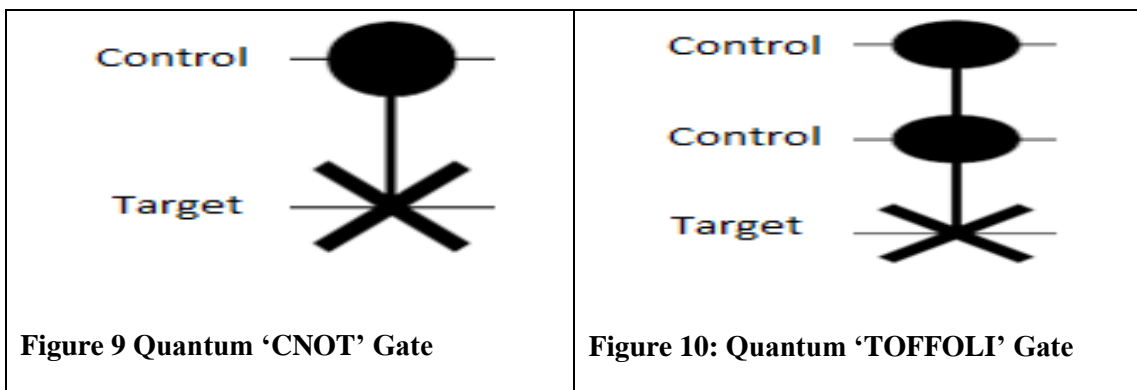 Control
Target
Figure 9 Quantum ‘CNOT’ Gate
Control
Control
Target
Figure 10: Quantum ‘TOFFOLI’ Gate